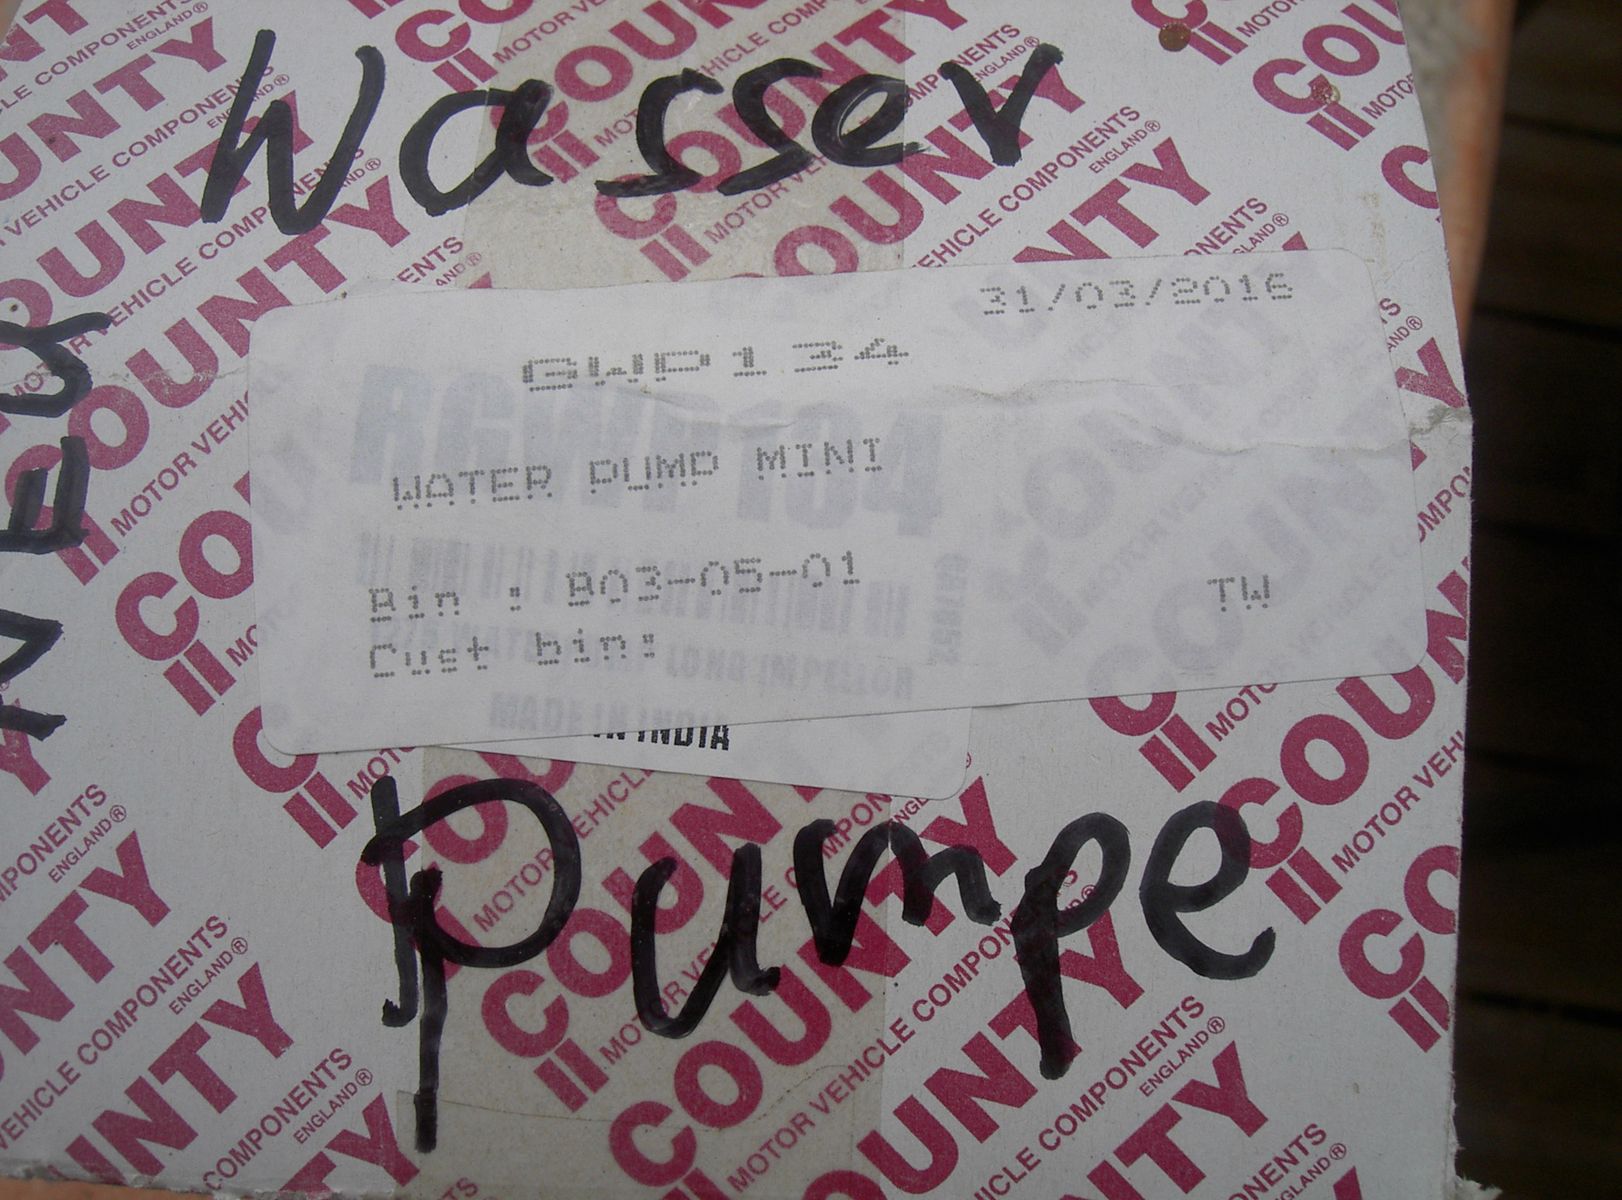 Wasser
NEU
31/03/2016
GWP134
WATER PUMP MINI
Bin : B03-05-01
TW
Cust bin:
MADE IN INDIA
Pumpe
COUNTY
MOTOR VEHICLE COMPONENTS
ENGLAND®